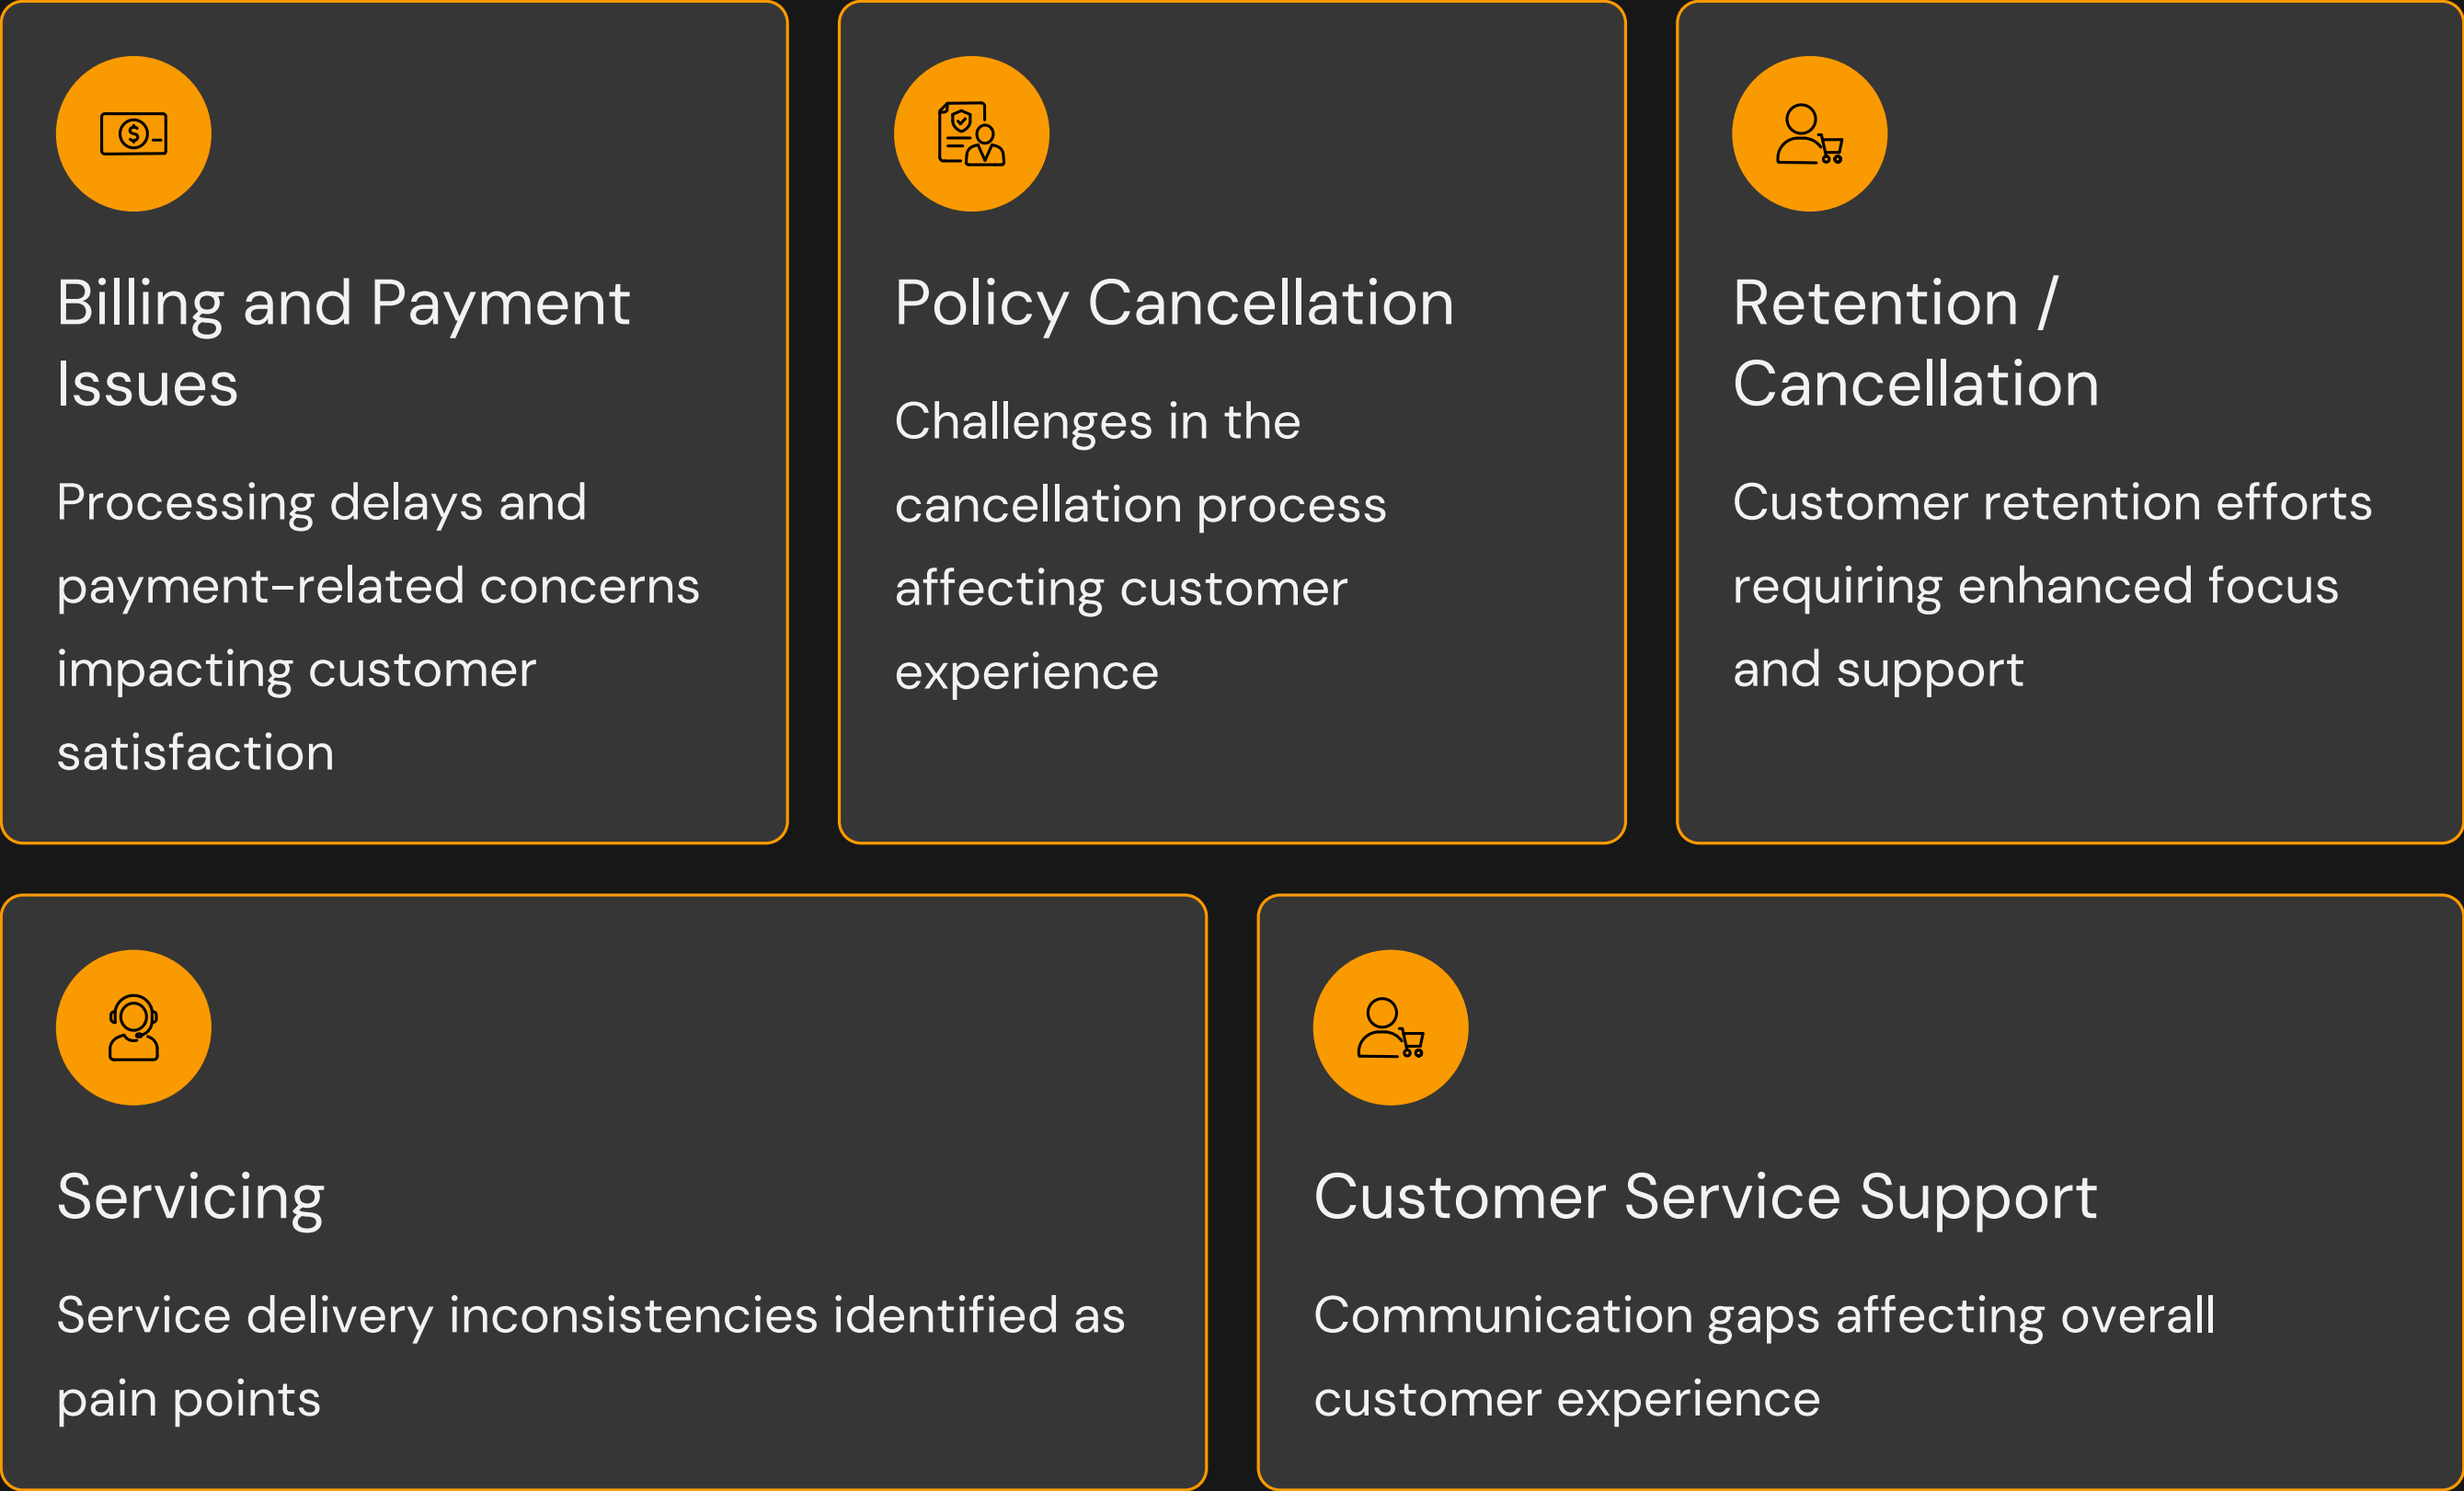 Billing and Payment
Issues
Processing delays and
payment-related concerns
impacting customer
satisfaction
Policy Cancellation
Challenges in the
cancellation process
affecting customer
experience
Retention /
Cancellation
Customer retention efforts
requiring enhanced focus
and support
Servicing
Service delivery inconsistencies identified as
pain points
Customer Service Support
Communication gaps affecting overall
customer experience